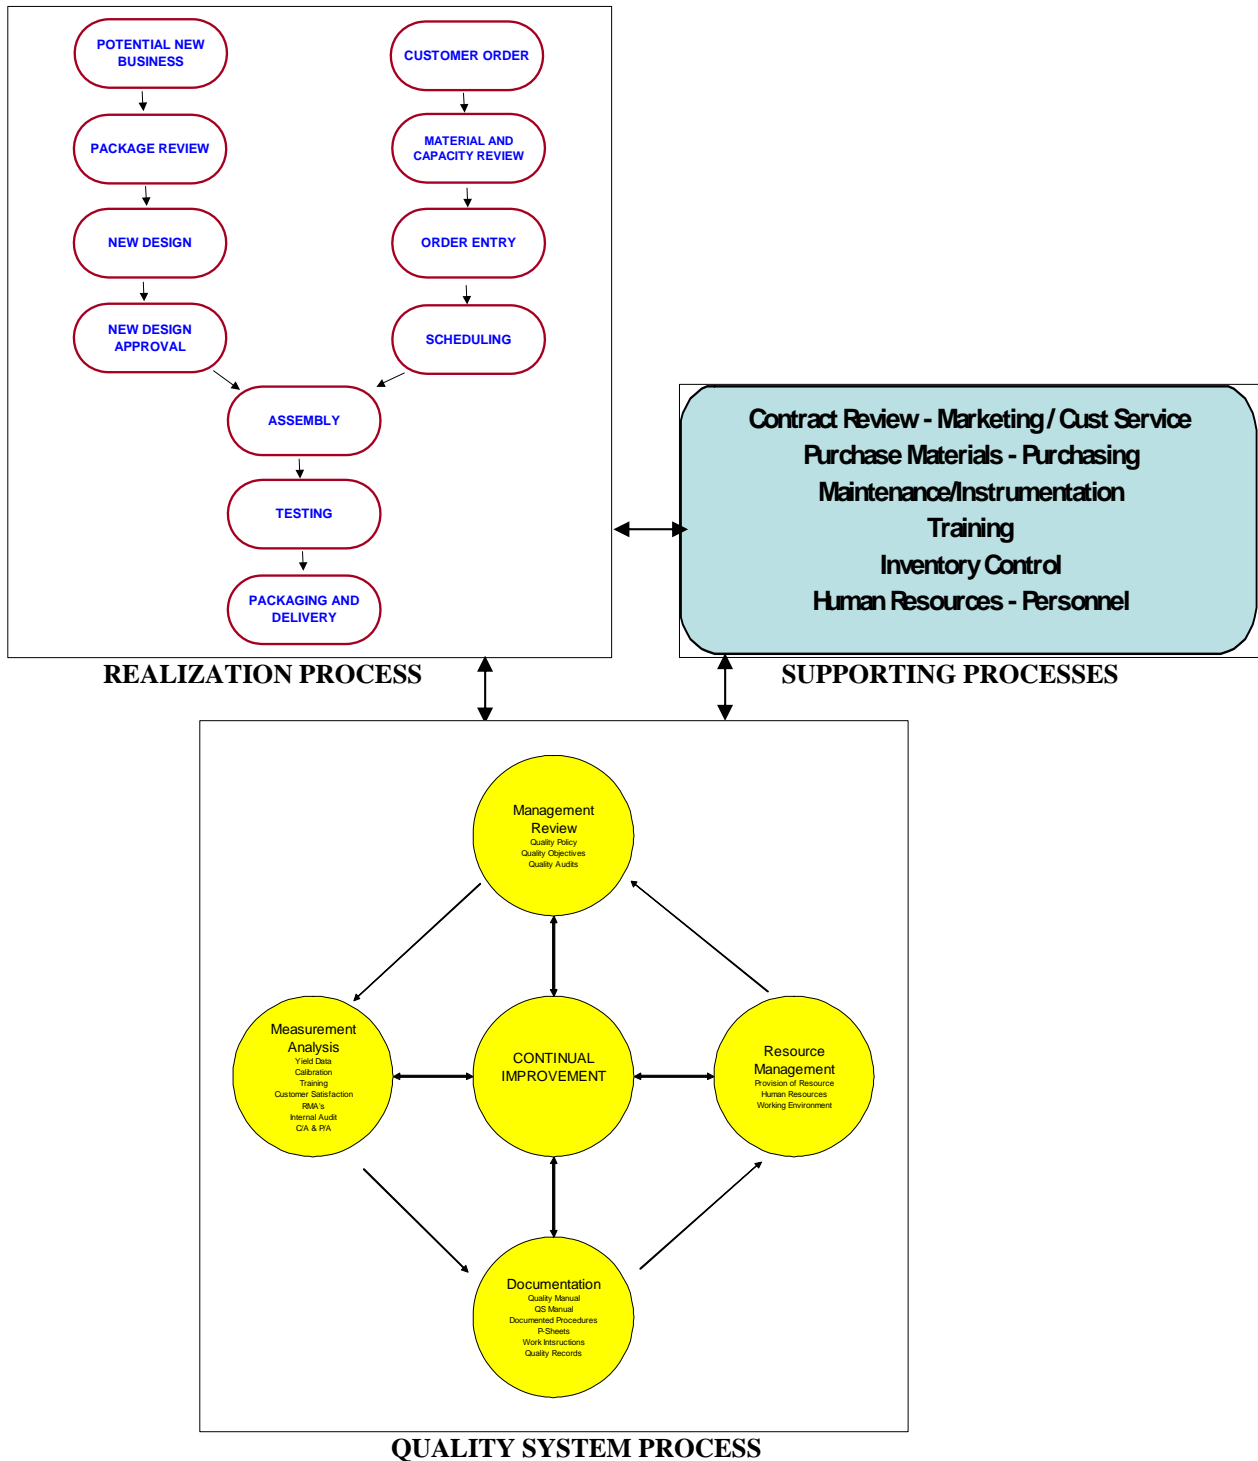 POTENTIAL NEW
BUSINESS
PACKAGE REVIEW
NEW DESIGN
NEW DESIGN
APPROVAL
CUSTOMER ORDER
MATERIAL AND
CAPACITY REVIEW
ORDER ENTRY
SCHEDULING
ASSEMBLY
TESTING
PACKAGING AND
DELIVERY
REALIZATION PROCESS
Contract Review - Marketing / Cust Service
Purchase Materials - Purchasing
Maintenance/Instrumentation
Training
Inventory Control
Human Resources - Personnel
SUPPORTING PROCESSES
Management
Review
Quality Policy
Quality Objectives
Quality Audits
Measurement
Analysis
Yield Data
Calibration
Training
Customer Satisfaction
RMA's
Internal Audit
C/A & P/A
CONTINUAL
IMPROVEMENT
Resource
Management
Provision of Resource
Human Resources
Working Environment
Documentation
Quality Manual
QS Manual
Documented Procedures
P-Sheets
Work Intsructions
Quality Records
QUALITY SYSTEM PROCESS